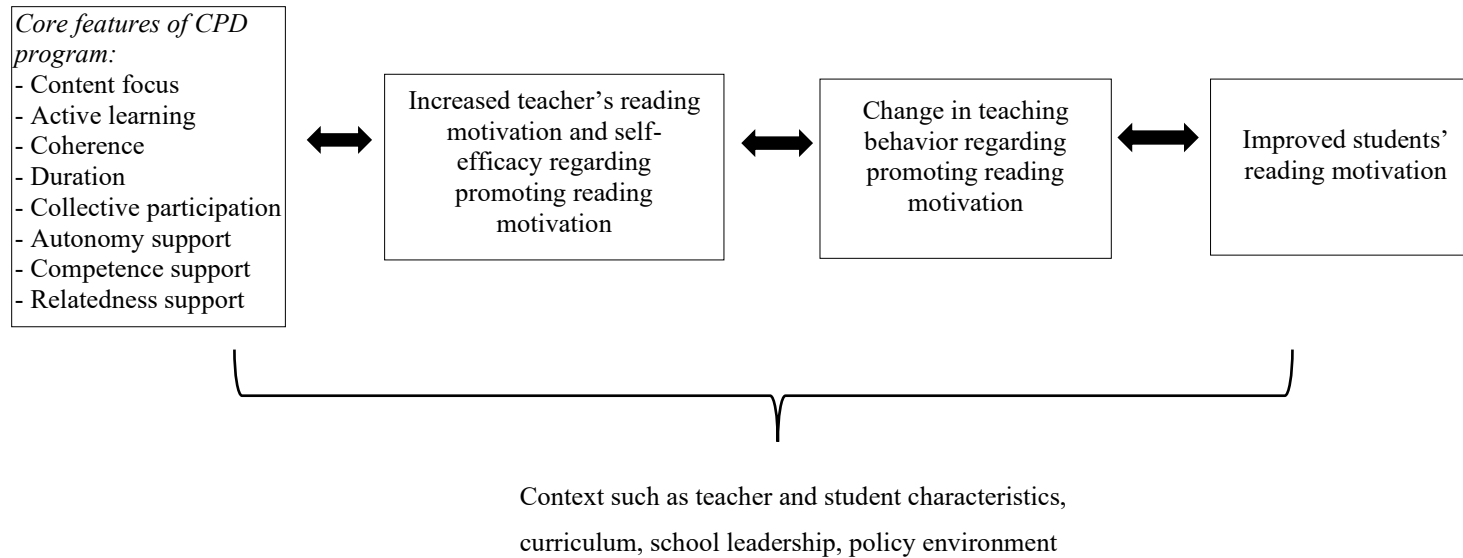 Core features of CPD
program:
- Content focus
- Active learning
- Coherence
- Duration
- Collective participation
- Autonomy support
- Competence support
- Relatedness support
Increased teacher’s reading
motivation and self-
efficacy regarding
promoting reading
motivation
Change in teaching
behavior regarding
promoting reading
motivation
Improved students’
reading motivation
Context such as teacher and student characteristics,
curriculum, school leadership, policy environment